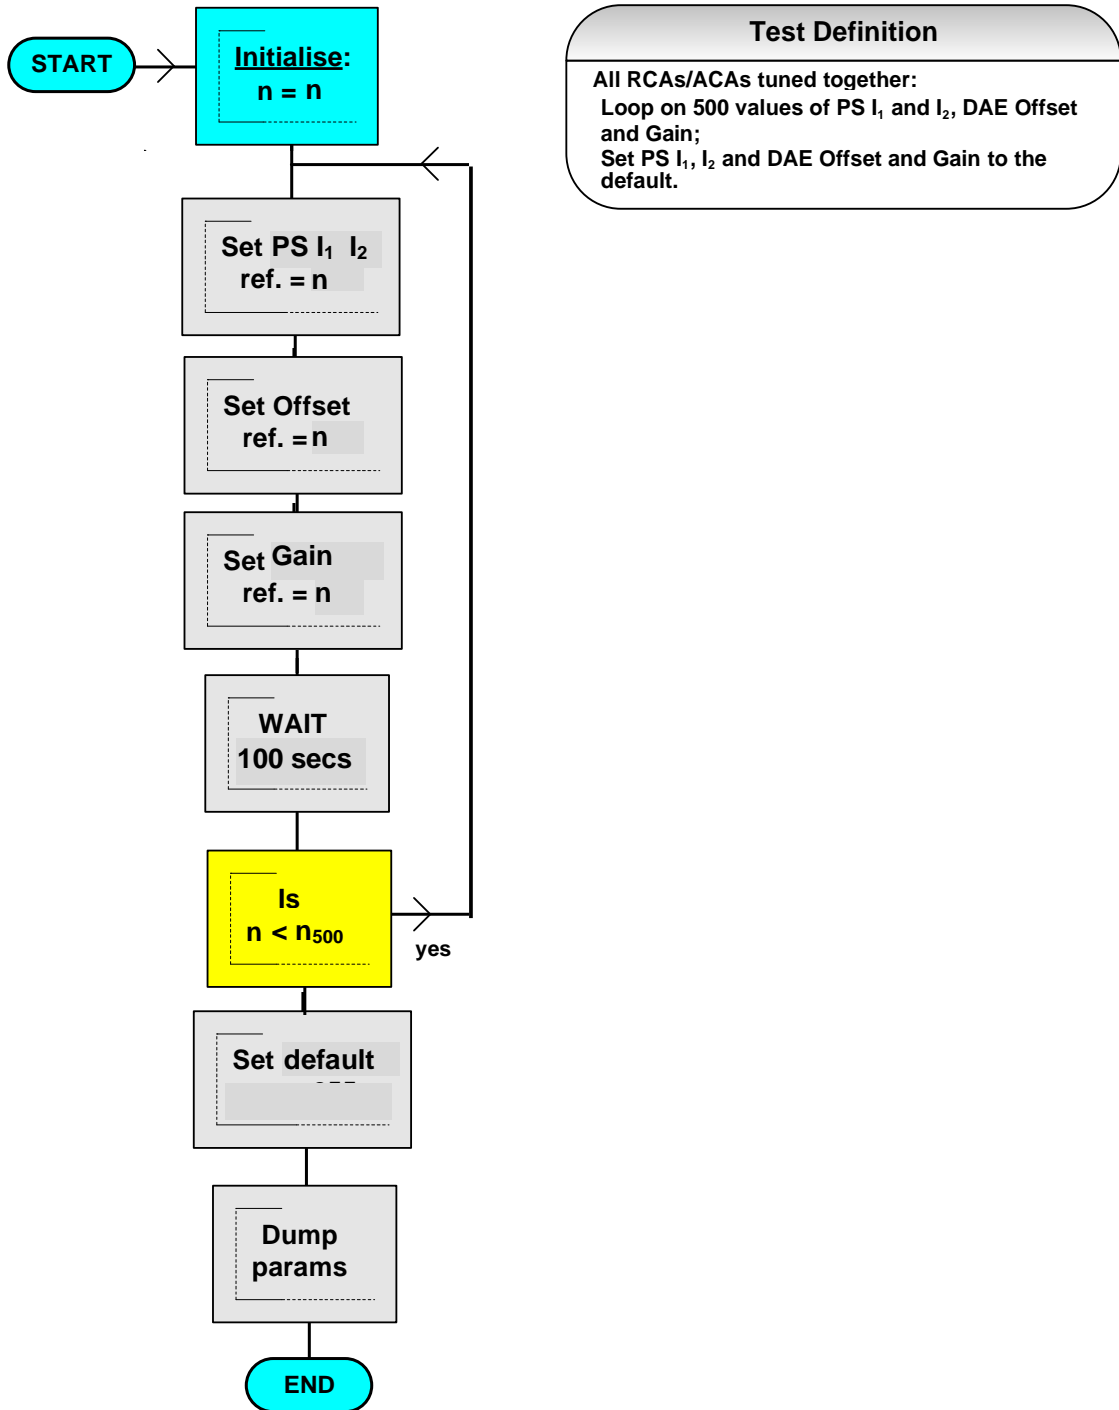 START
Initialise:
n = n
Test Definition
All RCAs/ACAs tuned together:
Loop on 500 values of PS I₁ and I₂, DAE Offset
and Gain;
Set PS I₁, I₂ and DAE Offset and Gain to the
default.
Set PS I₁ I₂
ref. = n
Set Offset
ref. = n
Set Gain
ref. = n
WAIT
100 secs
Is
n < n₅₀₀
yes
Set default
Dump
params
END